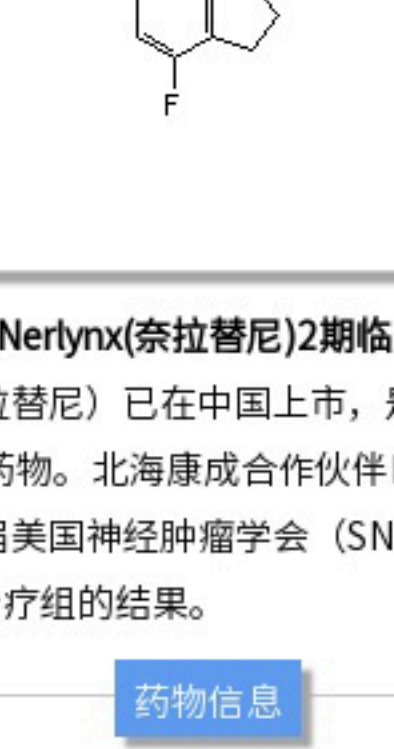 F
Nerlynx(奈拉替尼)2期临
拉替尼）已在中国上市，
药物。北海康成合作伙伴
美国神经肿瘤学会（SN
疗组的结果。
药物信息